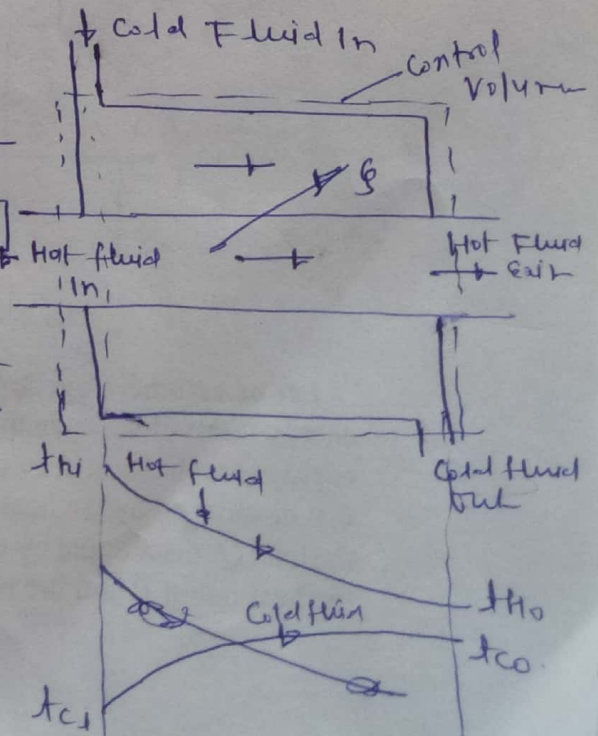 Cold Fluid In
Control
Volume
Q
Hot fluid
In
Hot Fluid
Exit
thi
Hot fluid
Cold fluid
Out
Cold fluid
tHo
tco
tci